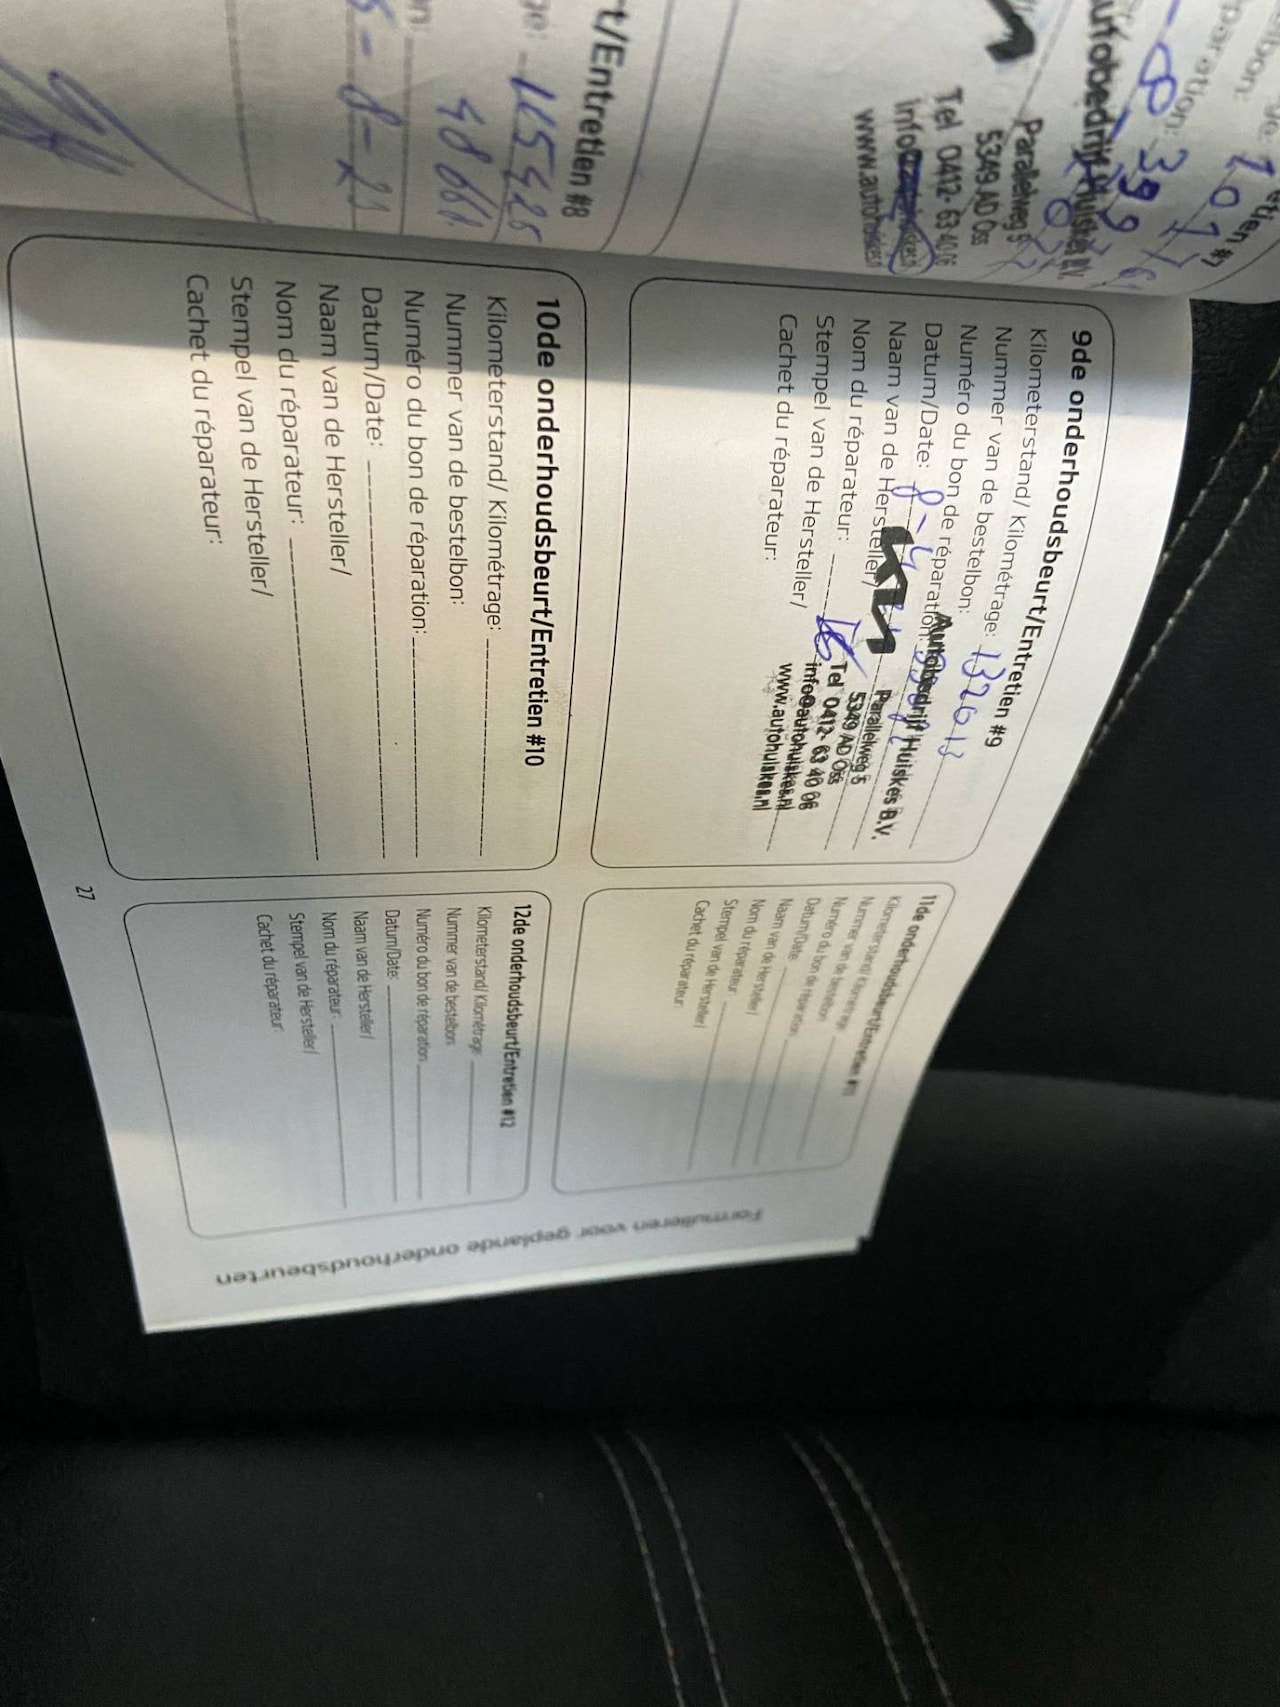 t/Entretien #8
48661
Tel 0412- 63 40 06
5349 AD Oss
Parallelweg 5
9de onderhoudsbeurt/Entretien #9
Kilometerstand/ Kilométrage: 132613
Nummer van de bestelbon:
Numéro du bon de réparation:
Datum/Date:
Naam van de Hersteller/
Nom du réparateur:
Stempel van de Hersteller/
Cachet du réparateur:
Autobedrijf Huiskes B.V.
Parallelweg 5
5349 AD Oss
Tel 0412- 63 40 06
info@autohuiskes.nl
www.autohuiskes.nl
10de onderhoudsbeurt/Entretien #10
Kilometerstand/ Kilométrage:
Nummer van de bestelbon:
Numéro du bon de réparation:
Datum/Date:
Naam van de Hersteller/
Nom du réparateur:
Stempel van de Hersteller/
Cachet du réparateur:
11de onderhoudsbeurt/Entretien #11
Kilometerstand/ Kilométrage:
Nummer van de bestelbon:
Numéro du bon de réparation:
Datum/Date:
Naam van de Hersteller/
Nom du réparateur:
Stempel van de Hersteller/
Cachet du réparateur:
12de onderhoudsbeurt/Entretien #12
Kilometerstand/ Kilométrage:
Nummer van de bestelbon:
Numéro du bon de réparation:
Datum/Date:
Naam van de Hersteller/
Nom du réparateur:
Stempel van de Hersteller/
Cachet du réparateur:
Formulieren voor geplande onderhoudsbeurten
27